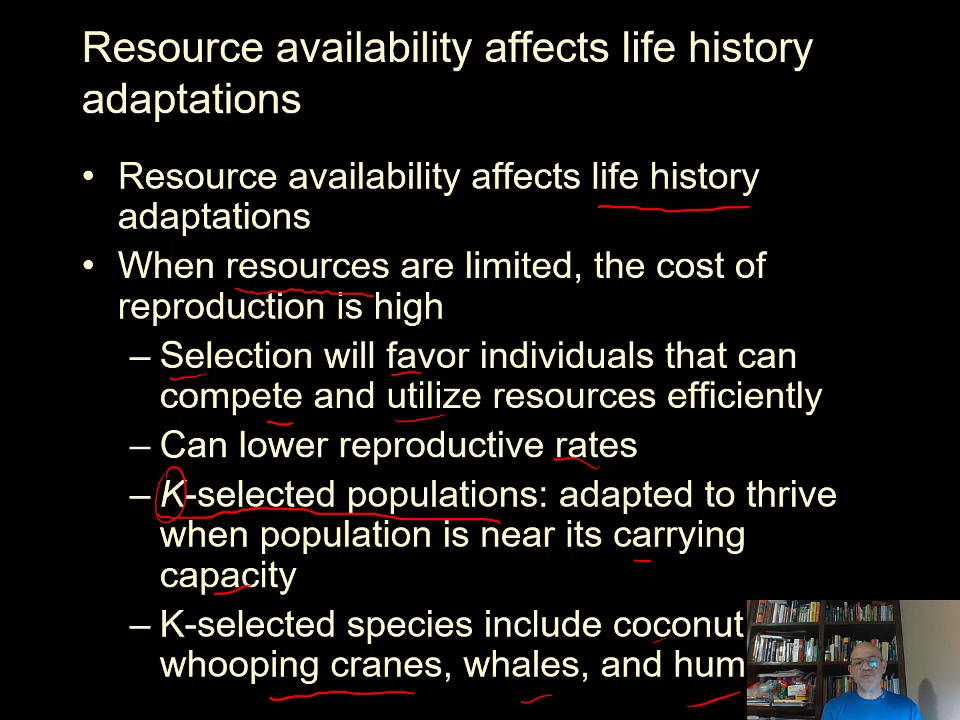 Resource availability affects life history
adaptations
• Resource availability affects life history
adaptations
• When resources are limited, the cost of
reproduction is high
– Selection will favor individuals that can
compete and utilize resources efficiently
– Can lower reproductive rates
– K-selected populations: adapted to thrive
when population is near its carrying
capacity
– K-selected species include coconut
whooping cranes, whales, and hum